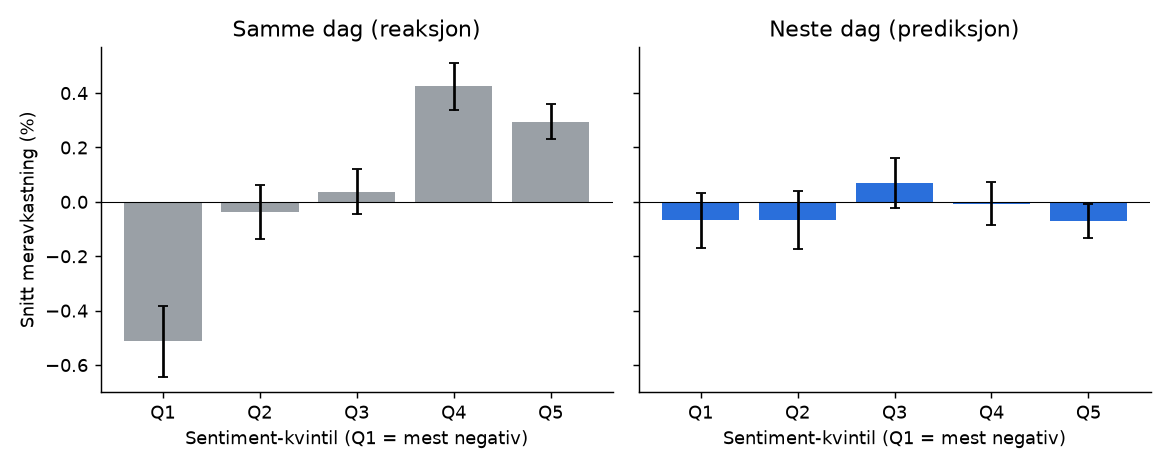 Samme dag (reaksjon)
Neste dag (prediksjon)
Snitt meravkastning (%)
0.4
0.2
0.0
−0.2
−0.4
−0.6
Q1 Q2 Q3 Q4 Q5
Sentiment-kvintil (Q1 = mest negativ)
Q1 Q2 Q3 Q4 Q5
Sentiment-kvintil (Q1 = mest negativ)